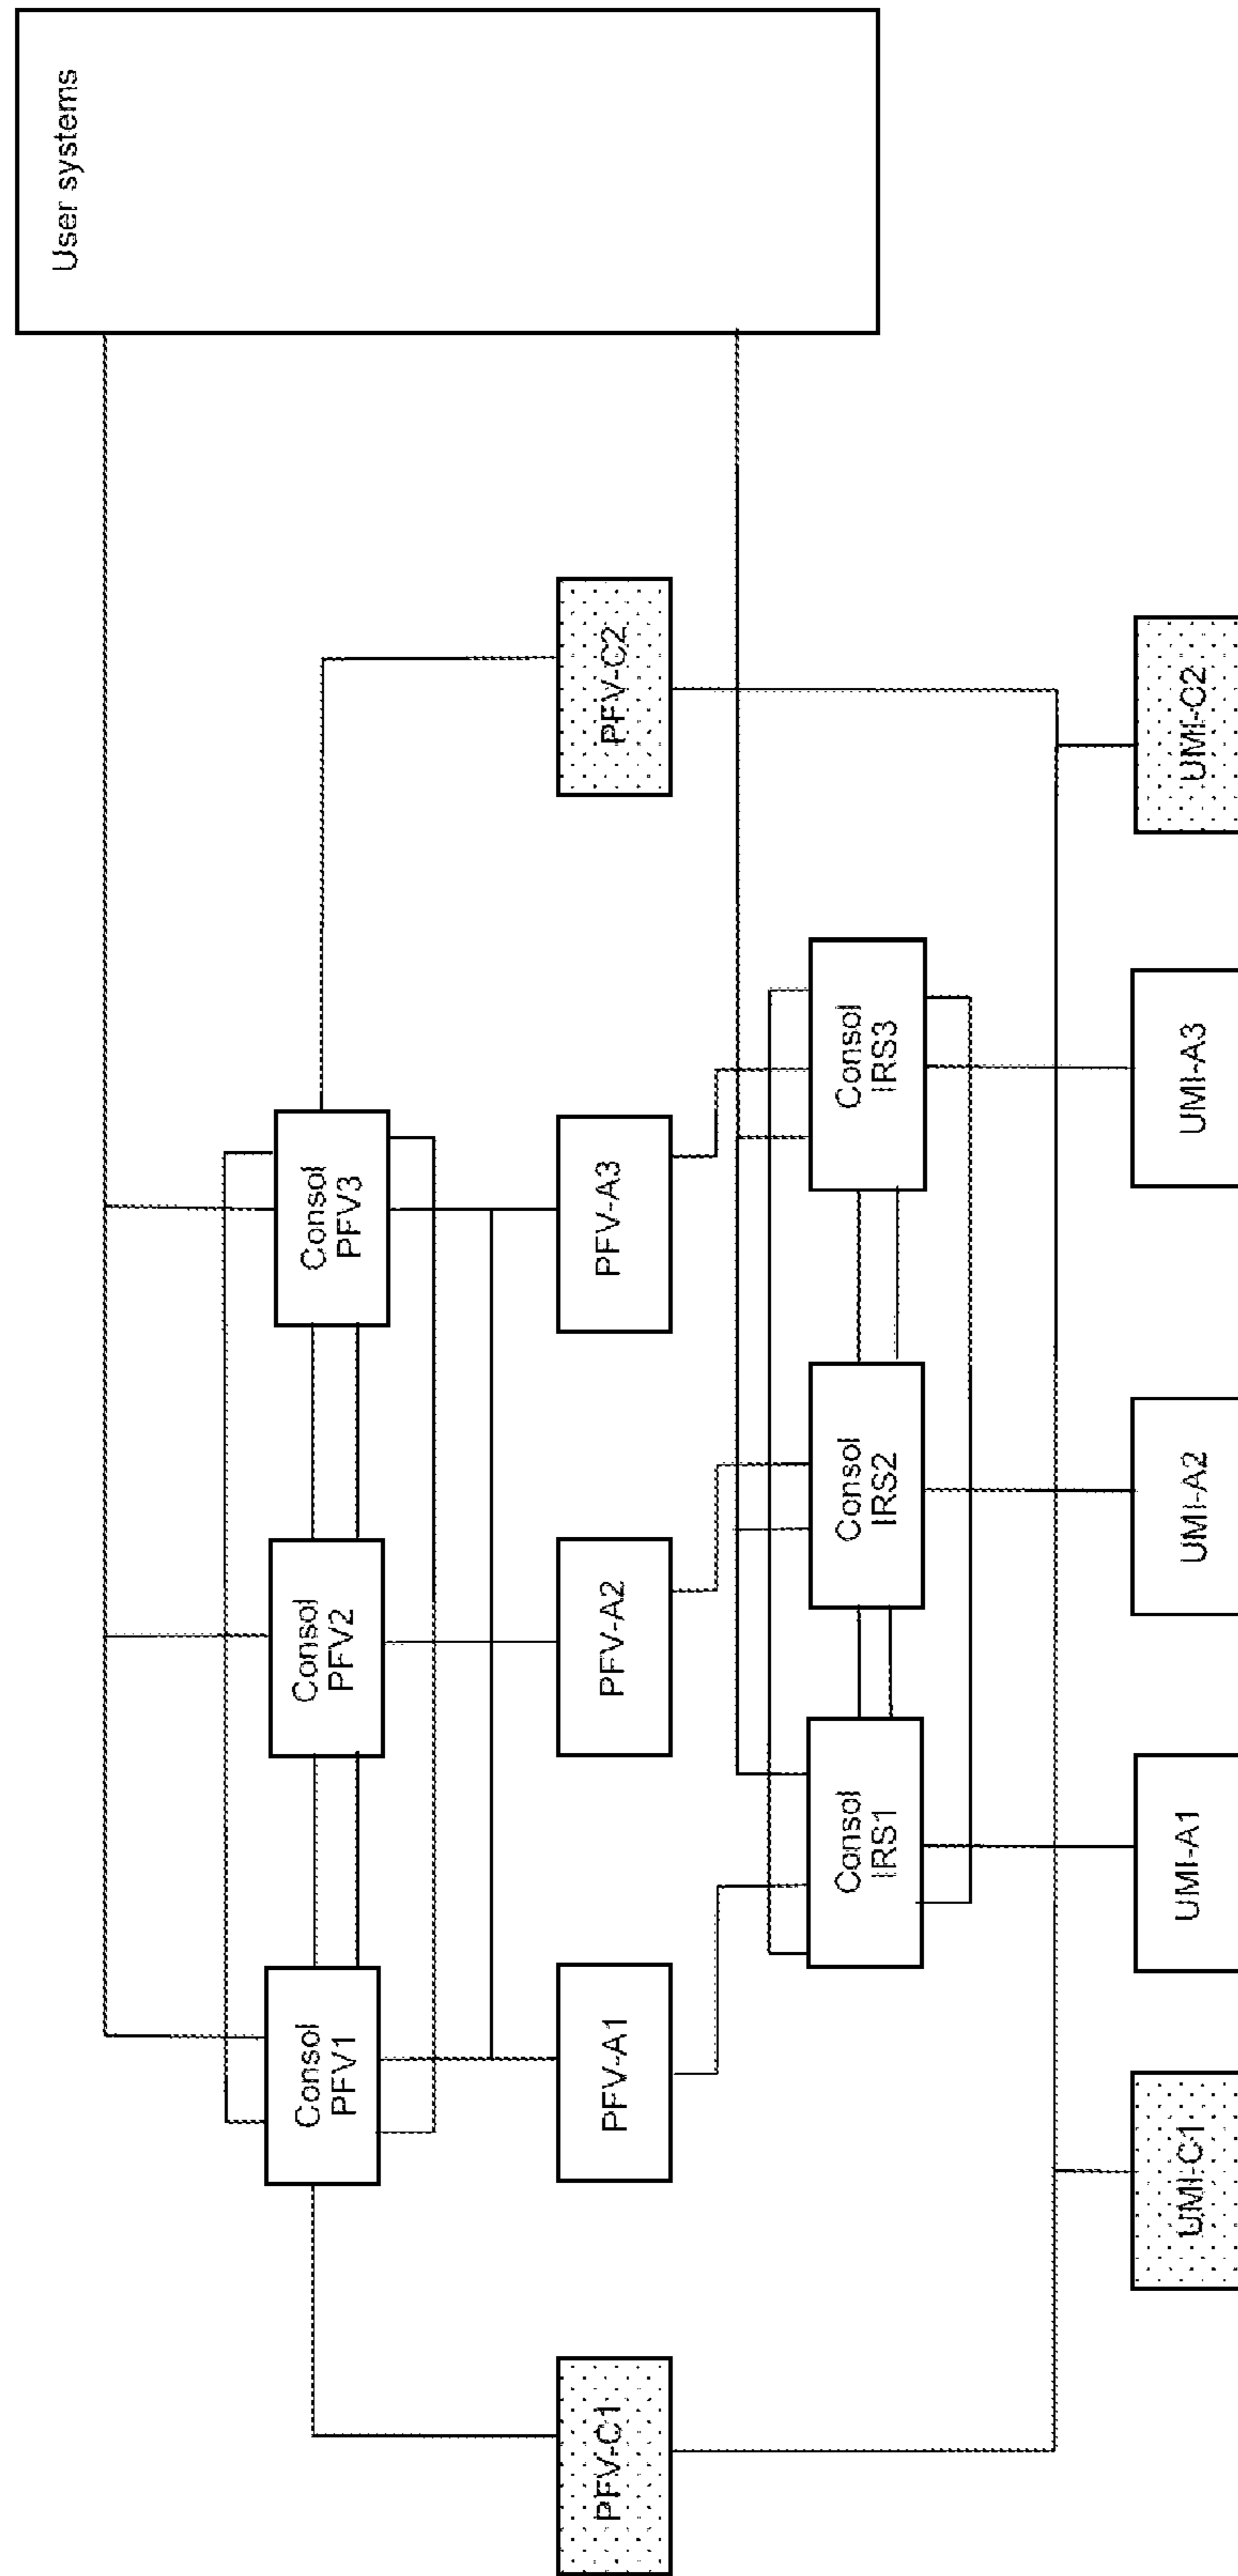 User systems
Consol
PFV1
Consol
PFV2
Consol
PFV3
PFV-C1
PFV-A1
PFV-A2
PFV-A3
PFV-C2
Consol
IRS1
Consol
IRS2
Consol
IRS3
UMI-C1
UMI-A1
UMI-A2
UMI-A3
UMI-C2